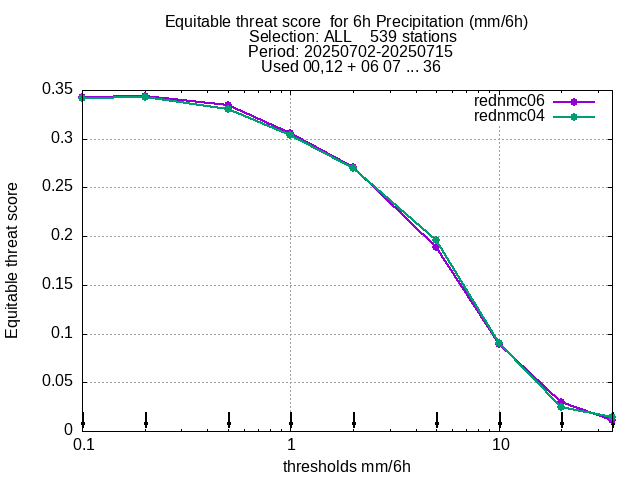 Equitable threat score  for 6h Precipitation (mm/6h)
Selection: ALL    539 stations
Period: 20250702-20250715
Used 00,12 + 06 07 ... 36
rednmc06
rednmc04
Equitable threat score
0.35
0.3
0.25
0.2
0.15
0.1
0.05
0
0.1 1 10
thresholds mm/6h